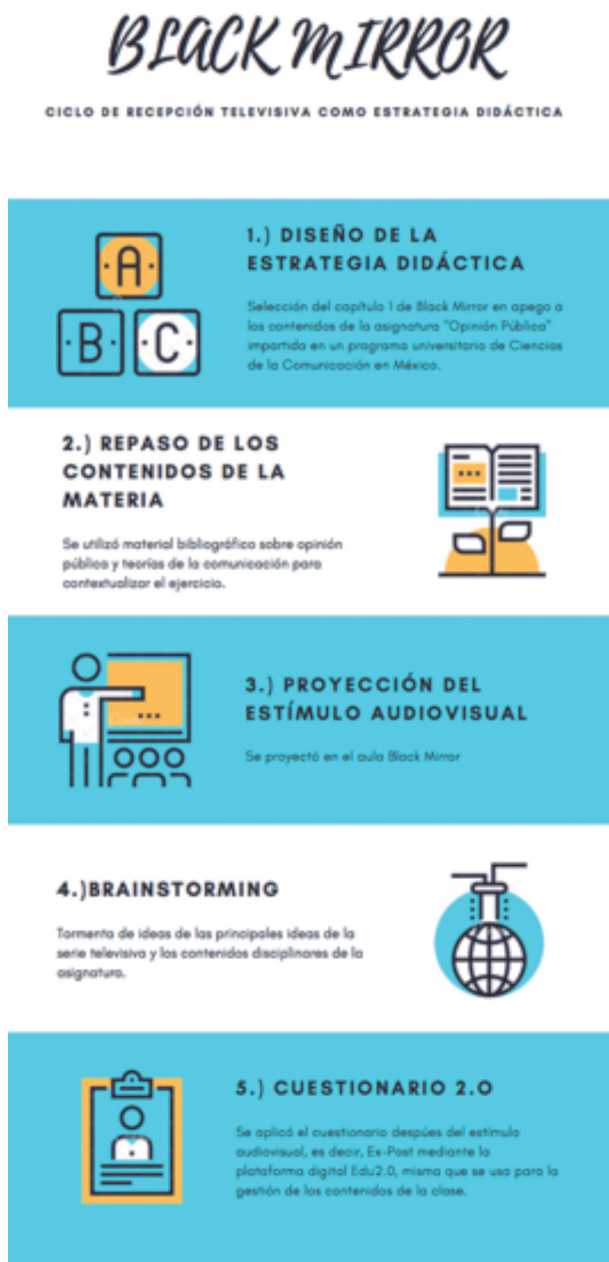 BLACK MIRROR
CICLO DE RECEPCIÓN TELEVISIVA COMO ESTRATEGIA DIDÁCTICA
A
B
C
1.) DISEÑO DE LA
ESTRATEGIA DIDÁCTICA
Selección del capítulo 1 de Black Mirror en apego a
los contenidos de la asignatura "Opinión Pública"
impartida en un programa universitario de Ciencias
de la Comunicación en México.
2.) REPASO DE LOS
CONTENIDOS DE LA
MATERIA
Se utilizó material bibliográfico sobre opinión
pública y teorías de la comunicación para
contextualizar el ejercicio.
3.) PROYECCIÓN DEL
ESTÍMULO AUDIOVISUAL
Se proyectó en el aula Black Mirror
4.)BRAINSTORMING
Tormenta de ideas de las principales ideas de la
serie televisiva y los contenidos disciplinares de la
asignatura.
5.) CUESTIONARIO 2.0
Se aplicó el cuestionario despúes del estímulo
audiovisual, es decir, Ex-Post mediante la
plataforma digital Edu2.0, misma que se usa para la
gestión de los contenidos de la clase.